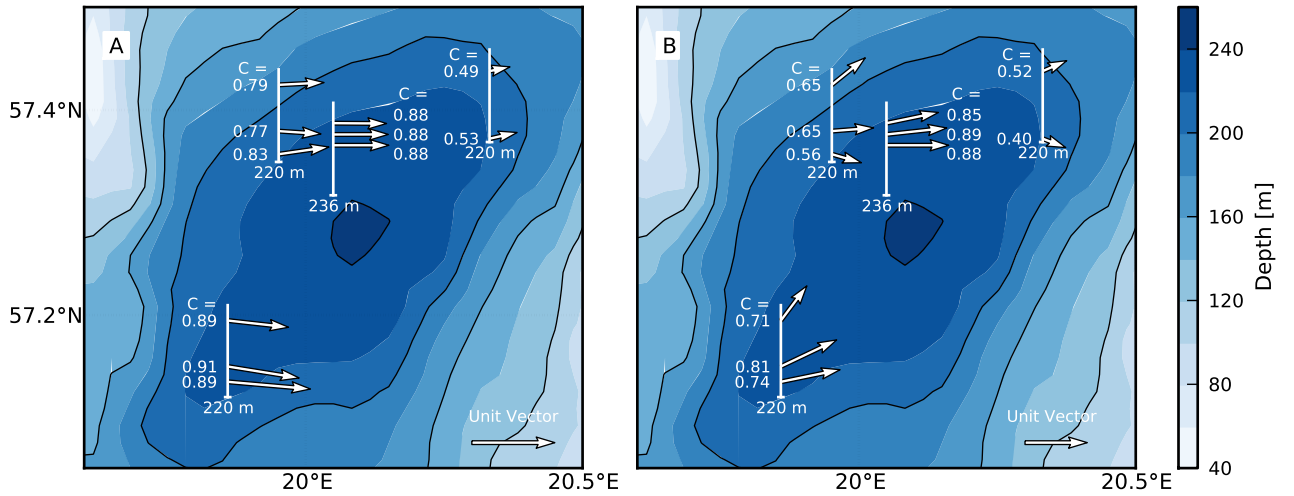 A
C =
0.79
0.77
0.83
220 m
C =
0.88
0.88
0.88
236 m
C =
0.49
0.53
220 m
C =
0.89
0.91
0.89
220 m
Unit Vector
57.4°N
57.2°N
20°E
20.5°E
B
C =
0.65
0.65
0.56
220 m
C =
0.85
0.89
0.88
236 m
C =
0.52
0.40
220 m
C =
0.71
0.81
0.74
220 m
Unit Vector
20°E
20.5°E
240
200
160
120
80
40
Depth [m]